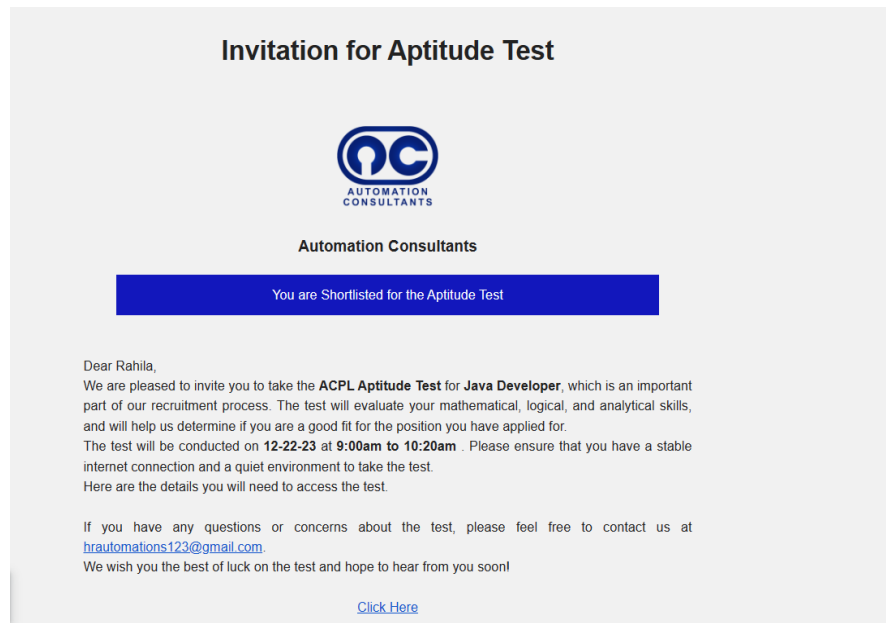 Invitation for Aptitude Test
AUTOMATION
CONSULTANTS
Automation Consultants
You are Shortlisted for the Aptitude Test
Dear Rahila,
We are pleased to invite you to take the ACPL Aptitude Test for Java Developer, which is an important
part of our recruitment process. The test will evaluate your mathematical, logical, and analytical skills,
and will help us determine if you are a good fit for the position you have applied for.
The test will be conducted on 12-22-23 at 9:00am to 10:20am . Please ensure that you have a stable
internet connection and a quiet environment to take the test.
Here are the details you will need to access the test.
If you have any questions or concerns about the test, please feel free to contact us at
hrautomations123@gmail.com.
We wish you the best of luck on the test and hope to hear from you soon!
Click Here